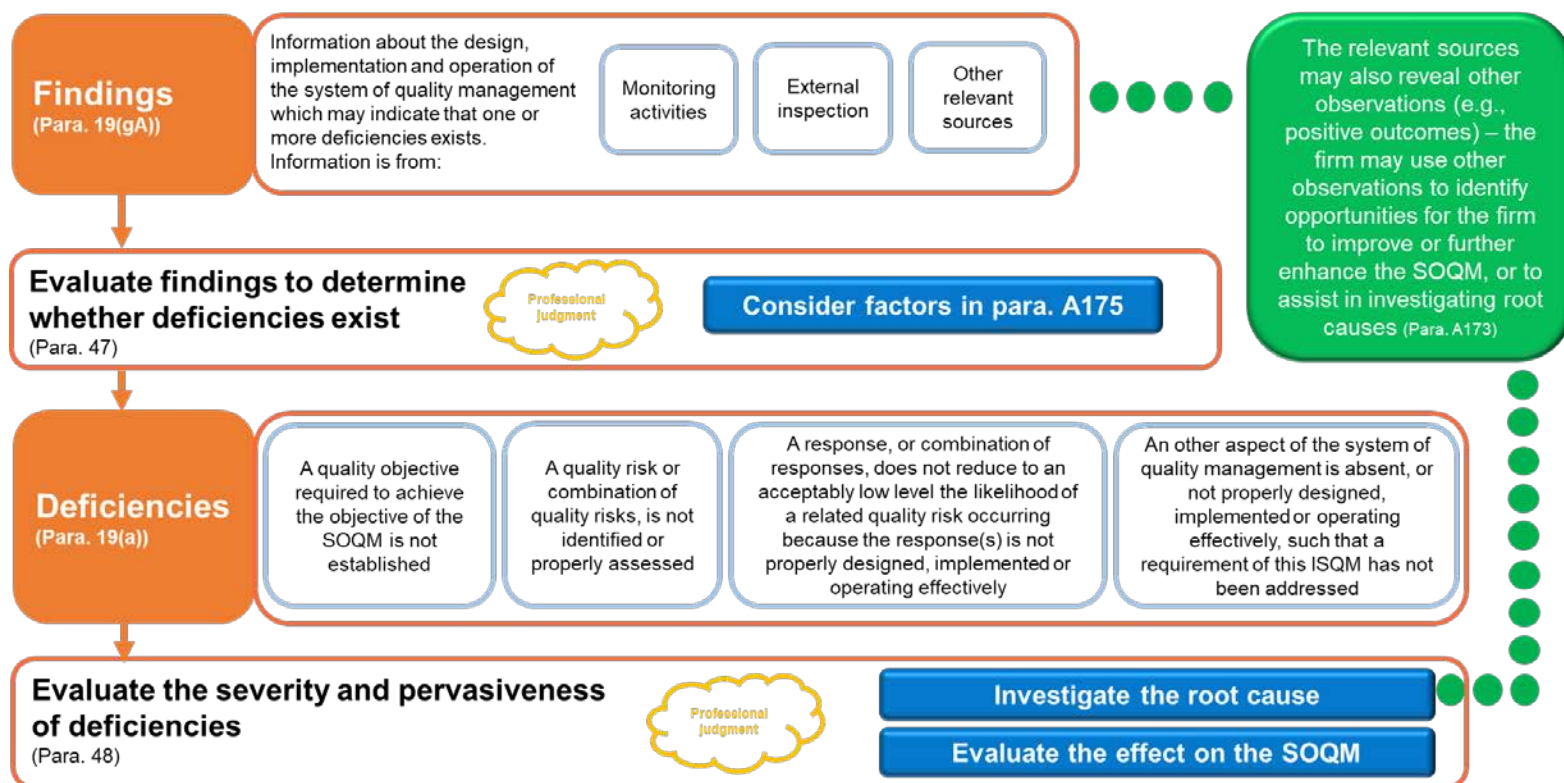 Findings
(Para. 19(gA))
Information about the design,
implementation and operation of
the system of quality management
which may indicate that one or
more deficiencies exists.
Information is from:
Monitoring
activities
External
inspection
Other
relevant
sources
The relevant sources
may also reveal other
observations (e.g.,
positive outcomes) – the
firm may use other
observations to identify
opportunities for the firm
to improve or further
enhance the SOQM, or to
assist in investigating root
causes (Para. A173)
Evaluate findings to determine
whether deficiencies exist
(Para. 47)
Professional
judgment
Consider factors in para. A175
Deficiencies
(Para. 19(a))
A quality objective
required to achieve
the objective of the
SOQM is not
established
A quality risk or
combination of
quality risks, is not
identified or
properly assessed
A response, or combination of
responses, does not reduce to an
acceptably low level the likelihood of
a related quality risk occurring
because the response(s) is not
properly designed, implemented or
operating effectively
An other aspect of the system of
quality management is absent, or
not properly designed,
implemented or operating
effectively, such that a
requirement of this ISQM has not
been addressed
Evaluate the severity and pervasiveness
of deficiencies
(Para. 48)
Professional
judgment
Investigate the root cause
Evaluate the effect on the SOQM